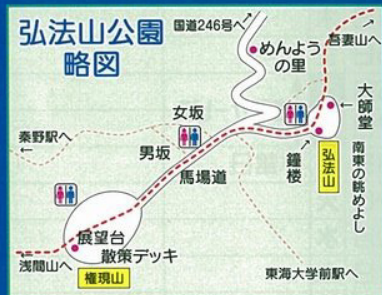 弘法山公園
略図
国道246号へ
吾妻山へ
めんよう
の里
大師堂
女坂
秦野駅へ
男坂
馬場道
鐘楼
弘法山
南東の眺めよし
展望台
散策デッキ
浅間山へ
権現山
東海大学前駅へ